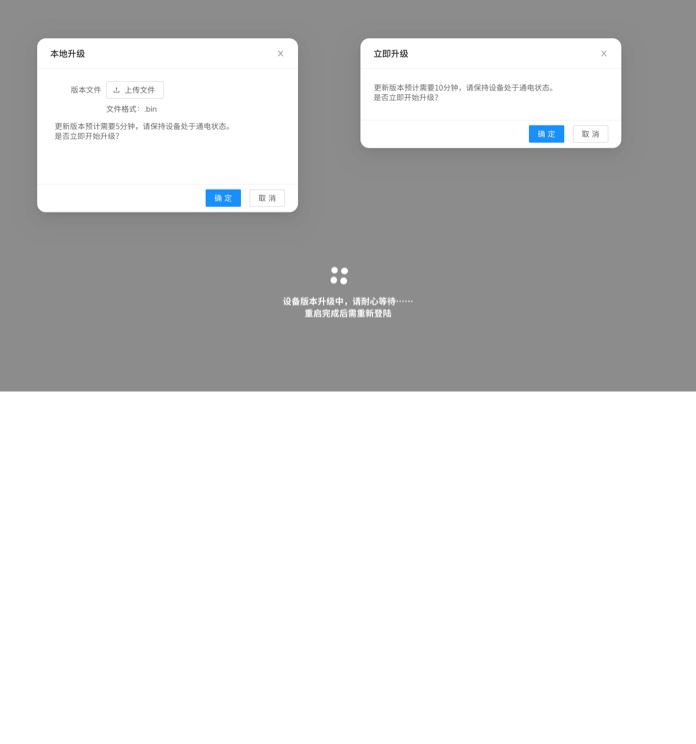 本地升级
版本文件 上传文件
文件格式：.bin
更新版本预计需要5分钟，请保持设备处于通电状态。
是否立即开始升级？
确 定 取 消
立即升级
更新版本预计需要10分钟，请保持设备处于通电状态。
是否立即开始升级？
确 定 取 消
设备版本升级中，请耐心等待……
重启完成后需重新登陆